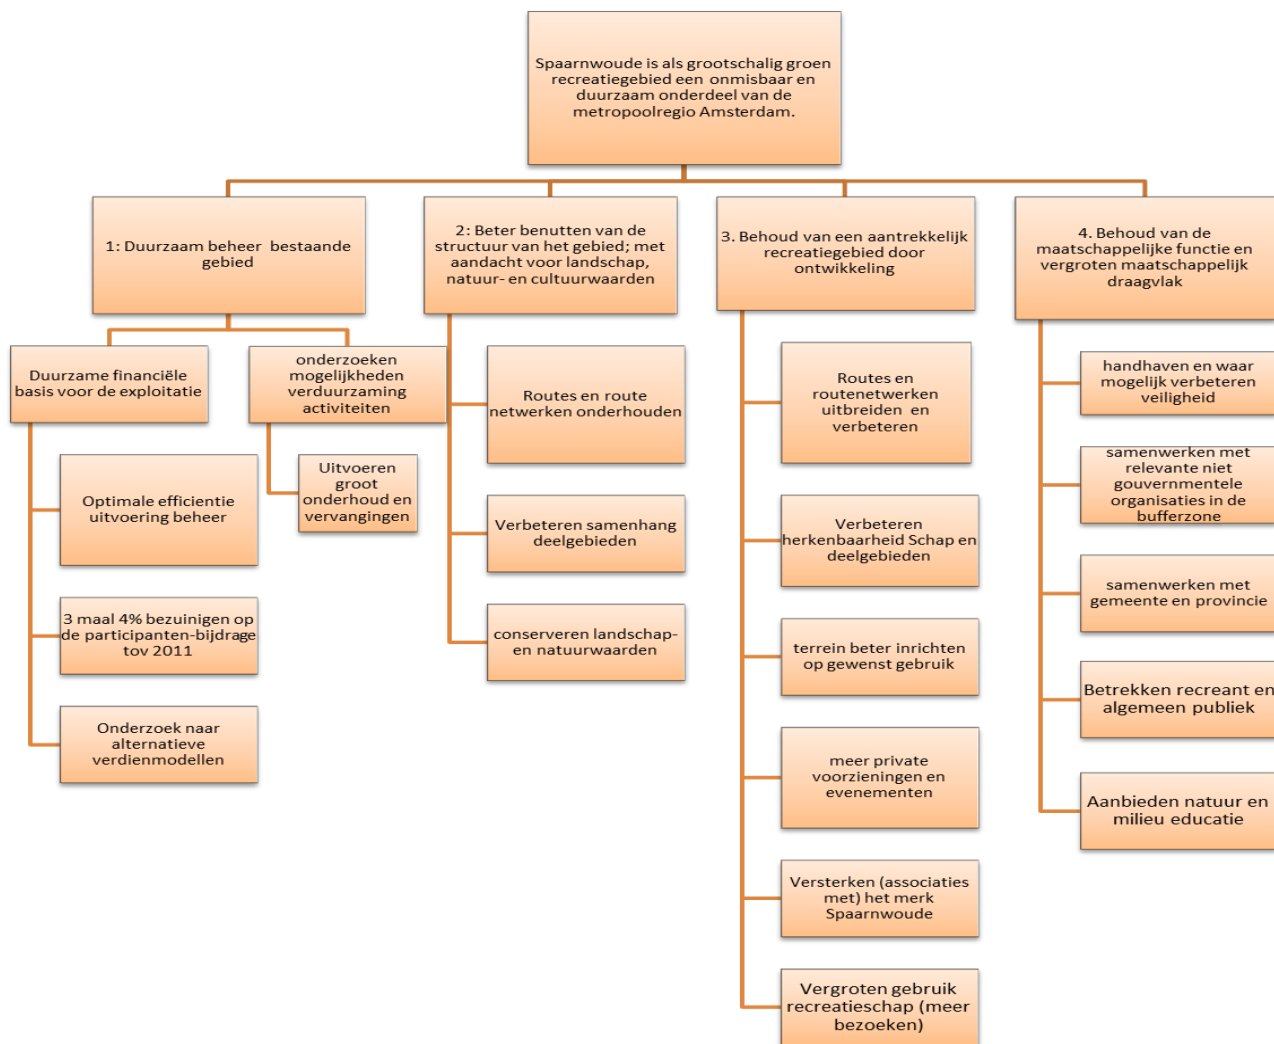 Spaarnwoude is als grootschalig groen
recreatiegebied een onmisbaar en
duurzaam onderdeel van de
metropoolregio Amsterdam.
1: Duurzaam beheer bestaande
gebied
Duurzame financiële
basis voor de exploitatie
Optimale efficientie
uitvoering beheer
3 maal 4% bezuinigen op
de participanten-bijdrage
tov 2011
Onderzoek naar
alternatieve
verdienmodellen
onderzoeken
mogelijkheden
verduurzaming
activiteiten
Uitvoeren
groot
onderhoud en
vervangingen
2: Beter benutten van de
structuur van het gebied; met
aandacht voor landschap,
natuur- en cultuurwaarden
Routes en route
netwerken onderhouden
Verbeteren samenhang
deelgebieden
conserveren landschap-
en natuurwaarden
3. Behoud van een aantrekkelijk
recreatiegebied door
ontwikkeling
Routes en
routenetwerken
uitbreiden en
verbeteren
Verbeteren
herkenbaarheid Schap en
deelgebieden
terrein beter inrichten
op gewenst gebruik
meer private
voorzieningen en
evenementen
Versterken (associaties
met) het merk
Spaarnwoude
Vergroten gebruik
recreatieschap (meer
bezoeken)
4. Behoud van de
maatschappelijke functie en
vergroten maatschappelijk
draagvlak
handhaven en waar
mogelijk verbeteren
veiligheid
samenwerken met
relevante niet
gouvernmentele
organisaties in de
bufferzone
samenwerken met
gemeente en provincie
Betrekken recreant en
algemeen publiek
Aanbieden natuur en
milieu educatie